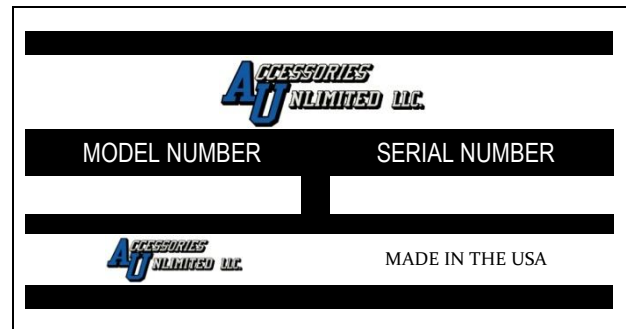 ACCESSORIES
UNLIMITED LLC.
MODEL NUMBER SERIAL NUMBER
ACCESSORIES
UNLIMITED LLC.
MADE IN THE USA